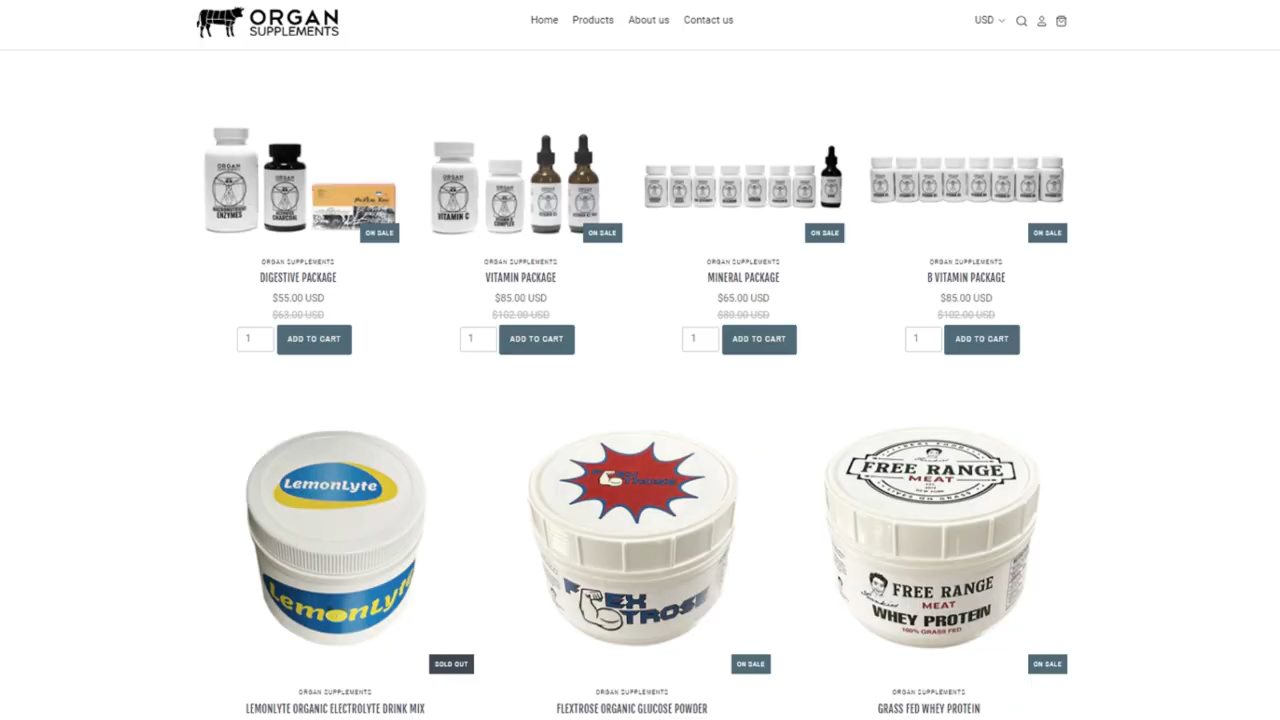 ORGAN
SUPPLEMENTS
Home Products About us Contact us
USD
ORGAN
ENZYMES
ORGAN
CHARCOAL
ON SALE
ORGAN
VITAMIN C
ORGAN
COMPLEX
ON SALE
ON SALE
ON SALE
ORGAN SUPPLEMENTS
DIGESTIVE PACKAGE
$55.00 USD
$63.00 USD
1 ADD TO CART
ORGAN SUPPLEMENTS
VITAMIN PACKAGE
$85.00 USD
$102.00 USD
1 ADD TO CART
ORGAN SUPPLEMENTS
MINERAL PACKAGE
$65.00 USD
$80.00 USD
1 ADD TO CART
ORGAN SUPPLEMENTS
B VITAMIN PACKAGE
$85.00 USD
$102.00 USD
1 ADD TO CART
LemonLyte
LemonLyte
SOLD OUT
FLEX
TROSE
ON SALE
FREE RANGE
MEAT
NEW YORK
FREE RANGE
MEAT
WHEY PROTEIN
100% GRASS FED
ON SALE
ORGAN SUPPLEMENTS
LEMONLYTE ORGANIC ELECTROLYTE DRINK MIX
ORGAN SUPPLEMENTS
FLEXTROSE ORGANIC GLUCOSE POWDER
ORGAN SUPPLEMENTS
GRASS FED WHEY PROTEIN